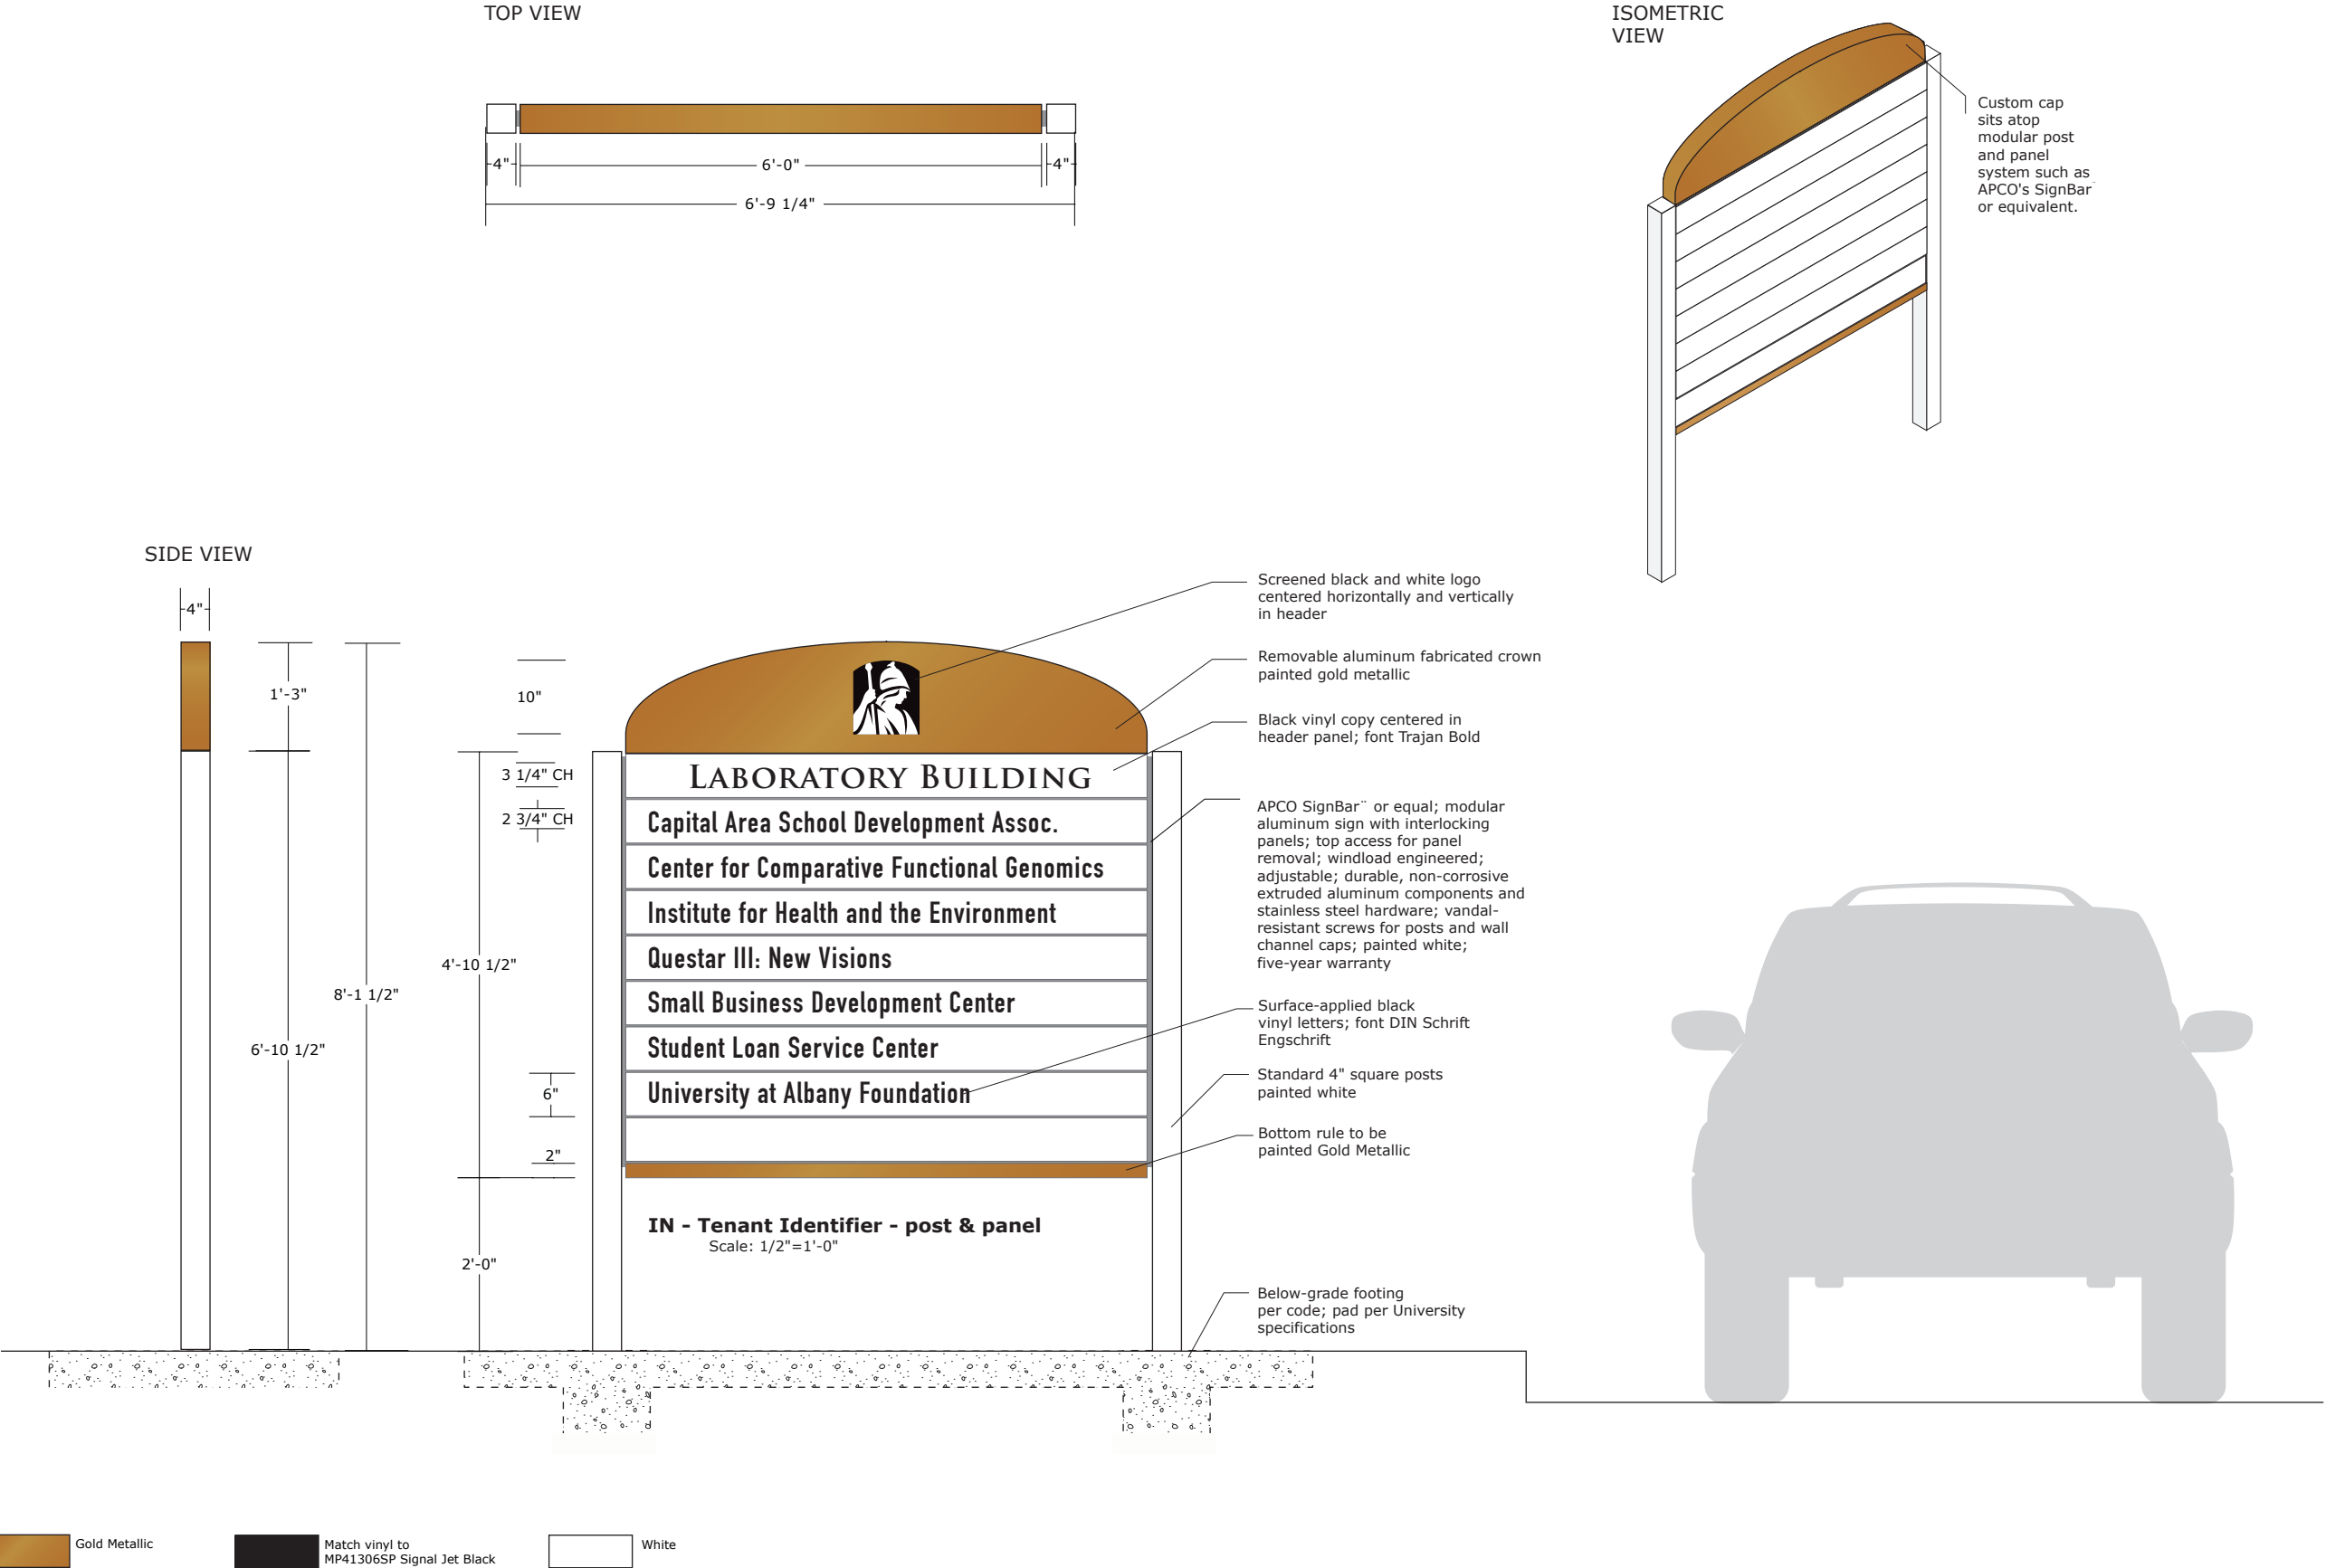 TOP VIEW
4"
6'-0"
4"
6'-9 1/4"
ISOMETRIC
VIEW
Custom cap
sits atop
modular post
and panel
system such as
APCO's SignBar¨
or equivalent.
SIDE VIEW
4"
1'-3"
6'-10 1/2"
8'-1 1/2"
10"
3 1/4" CH
2 3/4" CH
4'-10 1/2"
6"
2"
2'-0"
LABORATORY BUILDING
Capital Area School Development Assoc.
Center for Comparative Functional Genomics
Institute for Health and the Environment
Questar III: New Visions
Small Business Development Center
Student Loan Service Center
University at Albany Foundation
IN - Tenant Identifier - post & panel
Scale: 1/2"=1'-0"
Screened black and white logo
centered horizontally and vertically
in header
Removable aluminum fabricated crown
painted gold metallic
Black vinyl copy centered in
header panel; font Trajan Bold
APCO SignBar¨ or equal; modular
aluminum sign with interlocking
panels; top access for panel
removal; windload engineered;
adjustable; durable, non-corrosive
extruded aluminum components and
stainless steel hardware; vandal-
resistant screws for posts and wall
channel caps; painted white;
five-year warranty
Surface-applied black
vinyl letters; font DIN Schrift
Engschrift
Standard 4" square posts
painted white
Bottom rule to be
painted Gold Metallic
Below-grade footing
per code; pad per University
specifications
Gold Metallic
Match vinyl to
MP41306SP Signal Jet Black
White